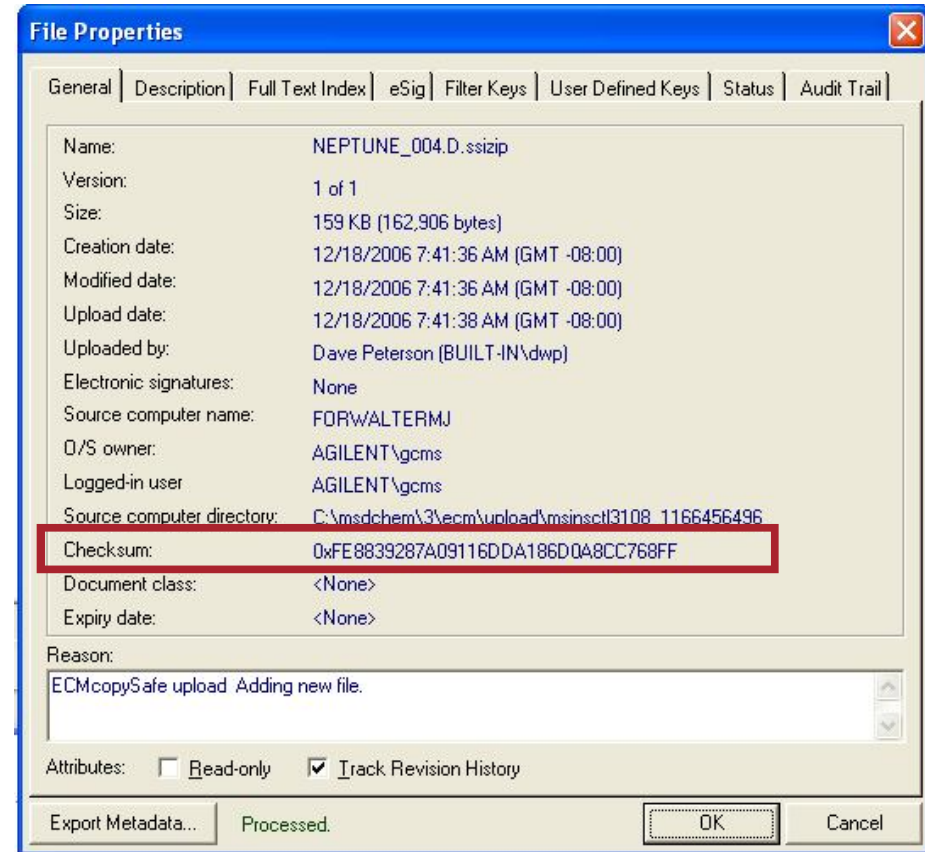 File Properties
General Description Full Text Index eSig Filter Keys User Defined Keys Status Audit Trail
Name: NEPTUNE_004.D.ssizip
Version: 1 of 1
Size: 159 KB (162,906 bytes)
Creation date: 12/18/2006 7:41:36 AM (GMT -08:00)
Modified date: 12/18/2006 7:41:36 AM (GMT -08:00)
Upload date: 12/18/2006 7:41:38 AM (GMT -08:00)
Uploaded by: Dave Peterson (BUILT-IN\dwp)
Electronic signatures: None
Source computer name: FORWALTERMJ
O/S owner: AGILENT\gcms
Logged-in user AGILENT\gcms
Source computer directory: C:\msdchem\3\ecm\upload\msinsctl3108_1166456496
Checksum: 0xFE8839287A09116DDA186D0A8CC768FF
Document class: <None>
Expiry date: <None>
Reason:
ECMcopySafe upload Adding new file.
Attributes: Read-only Track Revision History
Export Metadata... Processed. OK Cancel